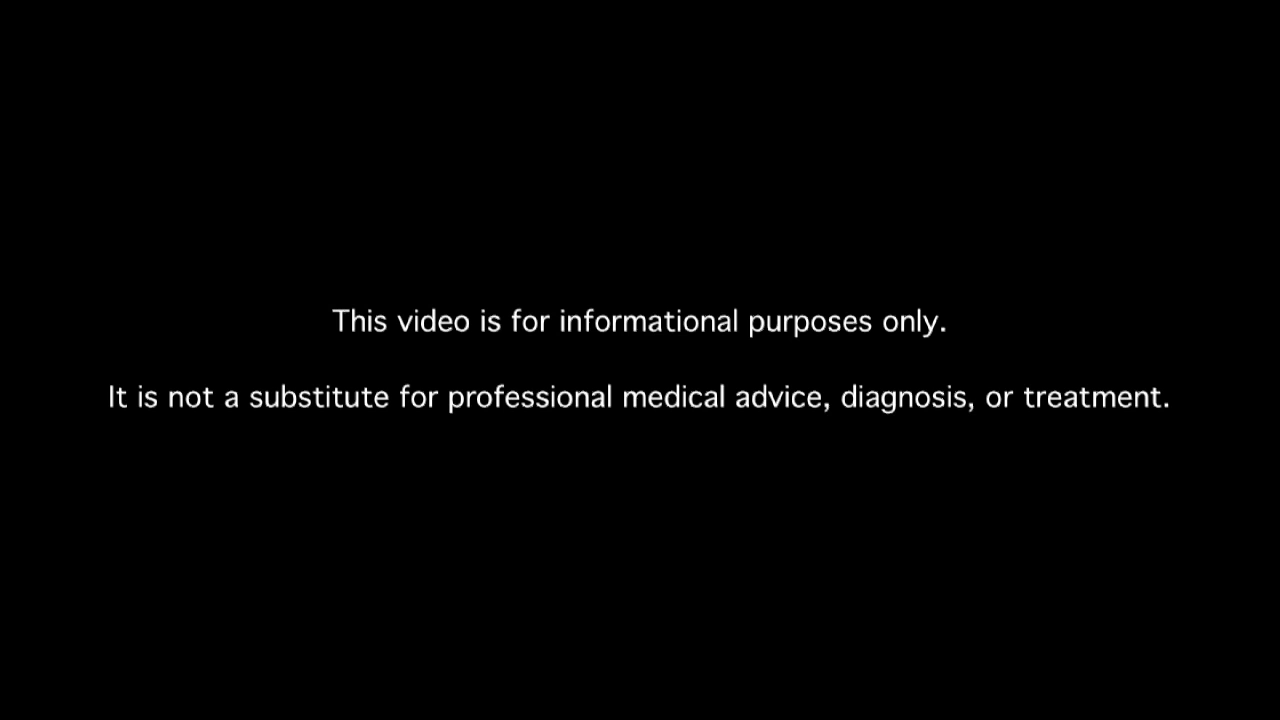 This video is for informational purposes only.
It is not a substitute for professional medical advice, diagnosis, or treatment.